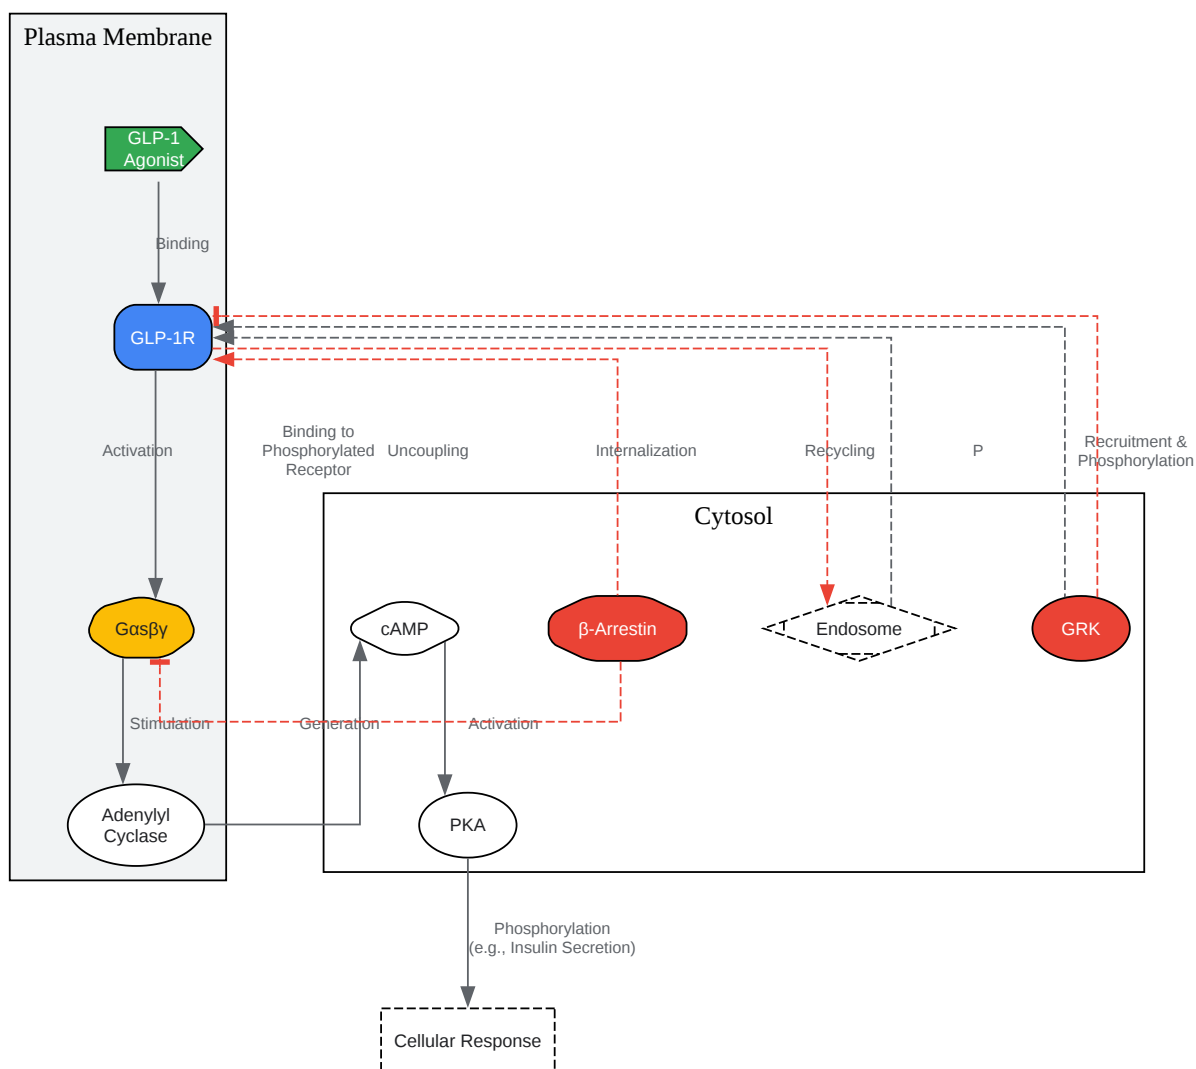 Plasma Membrane
GLP-1
Agonist
Binding
GLP-1R
Activation
Binding to
Phosphorylated
Receptor
Uncoupling
Internalization
Recycling
P
Recruitment &
Phosphorylation
Cytosol
Gαsβγ
cAMP
β-Arrestin
Endosome
GRK
Stimulation
Generation
Activation
Adenylyl
Cyclase
PKA
Phosphorylation
(e.g., Insulin Secretion)
Cellular Response